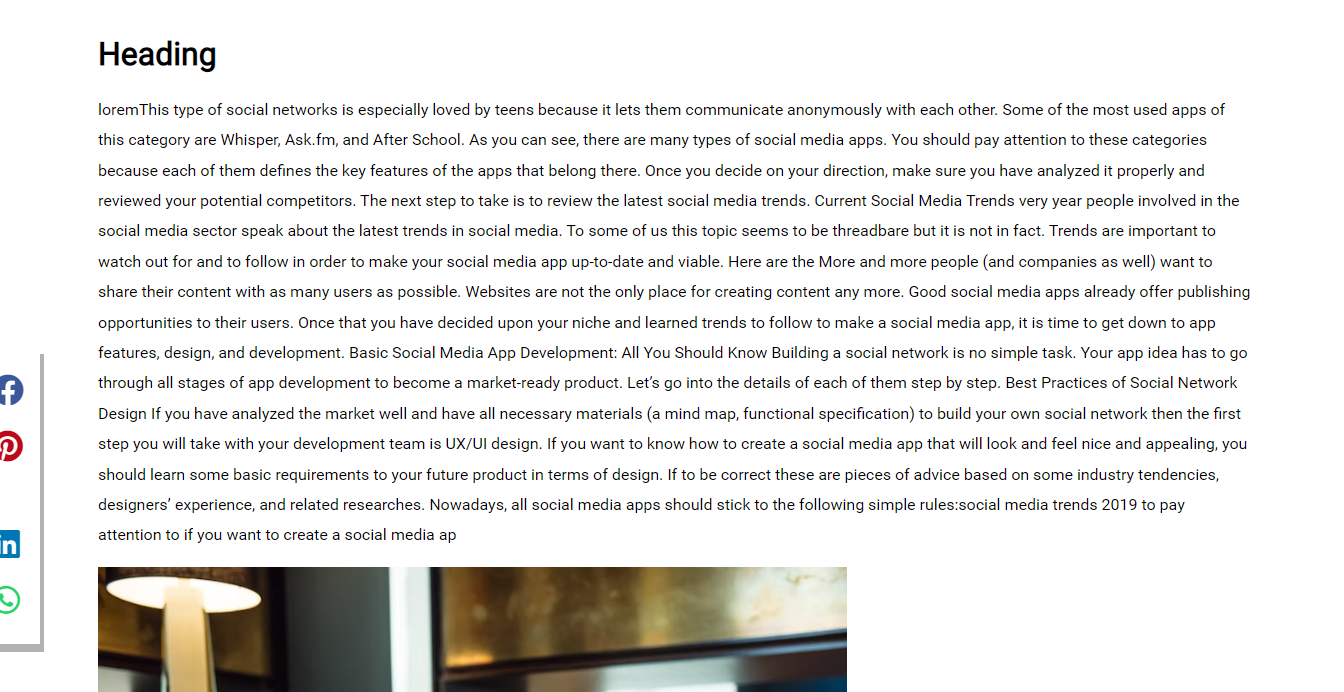 Heading
loremThis type of social networks is especially loved by teens because it lets them communicate anonymously with each other. Some of the most used apps of
this category are Whisper, Ask.fm, and After School. As you can see, there are many types of social media apps. You should pay attention to these categories
because each of them defines the key features of the apps that belong there. Once you decide on your direction, make sure you have analyzed it properly and
reviewed your potential competitors. The next step to take is to review the latest social media trends. Current Social Media Trends very year people involved in the
social media sector speak about the latest trends in social media. To some of us this topic seems to be threadbare but it is not in fact. Trends are important to
watch out for and to follow in order to make your social media app up-to-date and viable. Here are the More and more people (and companies as well) want to
share their content with as many users as possible. Websites are not the only place for creating content any more. Good social media apps already offer publishing
opportunities to their users. Once that you have decided upon your niche and learned trends to follow to make a social media app, it is time to get down to app
features, design, and development. Basic Social Media App Development: All You Should Know Building a social network is no simple task. Your app idea has to go
through all stages of app development to become a market-ready product. Let’s go into the details of each of them step by step. Best Practices of Social Network
Design If you have analyzed the market well and have all necessary materials (a mind map, functional specification) to build your own social network then the first
step you will take with your development team is UX/UI design. If you want to know how to create a social media app that will look and feel nice and appealing, you
should learn some basic requirements to your future product in terms of design. If to be correct these are pieces of advice based on some industry tendencies,
designers’ experience, and related researches. Nowadays, all social media apps should stick to the following simple rules:social media trends 2019 to pay
attention to if you want to create a social media ap
in